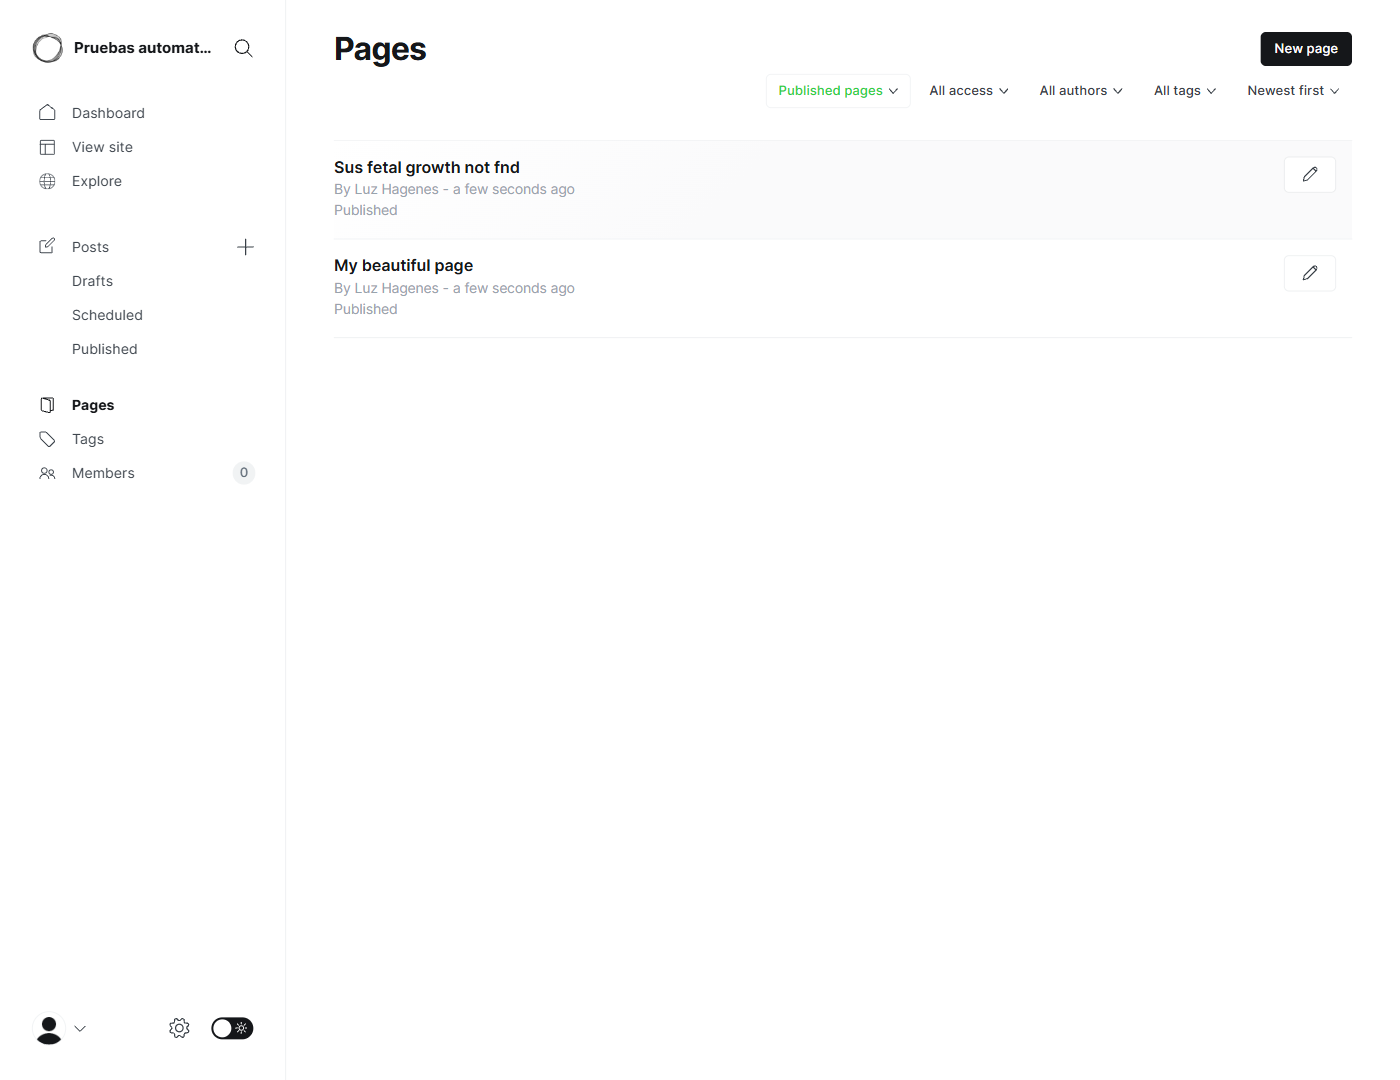 Pruebas automat...
Dashboard
View site
Explore
Posts
Drafts
Scheduled
Published
Pages
Tags
Members 0
Pages
New page
Published pages All access All authors All tags Newest first
Sus fetal growth not fnd
By Luz Hagenes - a few seconds ago
Published
My beautiful page
By Luz Hagenes - a few seconds ago
Published